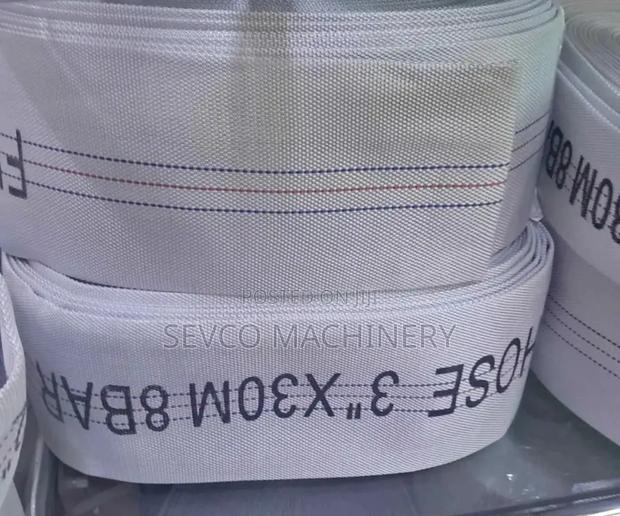 POSTED ON JIJI
SEVCO MACHINERY
HOSE 3"X30M 8BAR
30M 8B